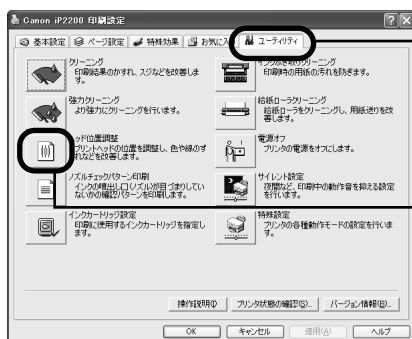 Canon iP2200 印刷設定
基本設定 ページ設定 特殊効果 お気に入り ユーティリティ
クリーニング
印刷結果のかすれ、スジなどを改善します。
インクふき取りクリーニング
印刷時の用紙の汚れを防ぎます。
強力クリーニング
より強力にクリーニングを行います。
給紙ローラクリーニング
給紙ローラをクリーニングし、用紙送りを改善します。
ヘッド位置調整
プリントヘッドの位置を調整し、色や線のずれなどを改善します。
電源オフ
プリンタの電源をオフにします。
ノズルチェックパターン印刷
インクの噴出し口(ノズル)が目づまりしていないかの確認パターンを印刷します。
サイレント設定
夜間など、印刷中の動作音を抑える設定を行います。
インクカートリッジ設定
印刷に使用するインクカートリッジを指定します。
特殊設定
プリンタの各種動作モードの設定を行います。
操作説明(I) プリンタ状態の確認(S)... バージョン情報(B)...
OK キャンセル 適用(A) ヘルプ